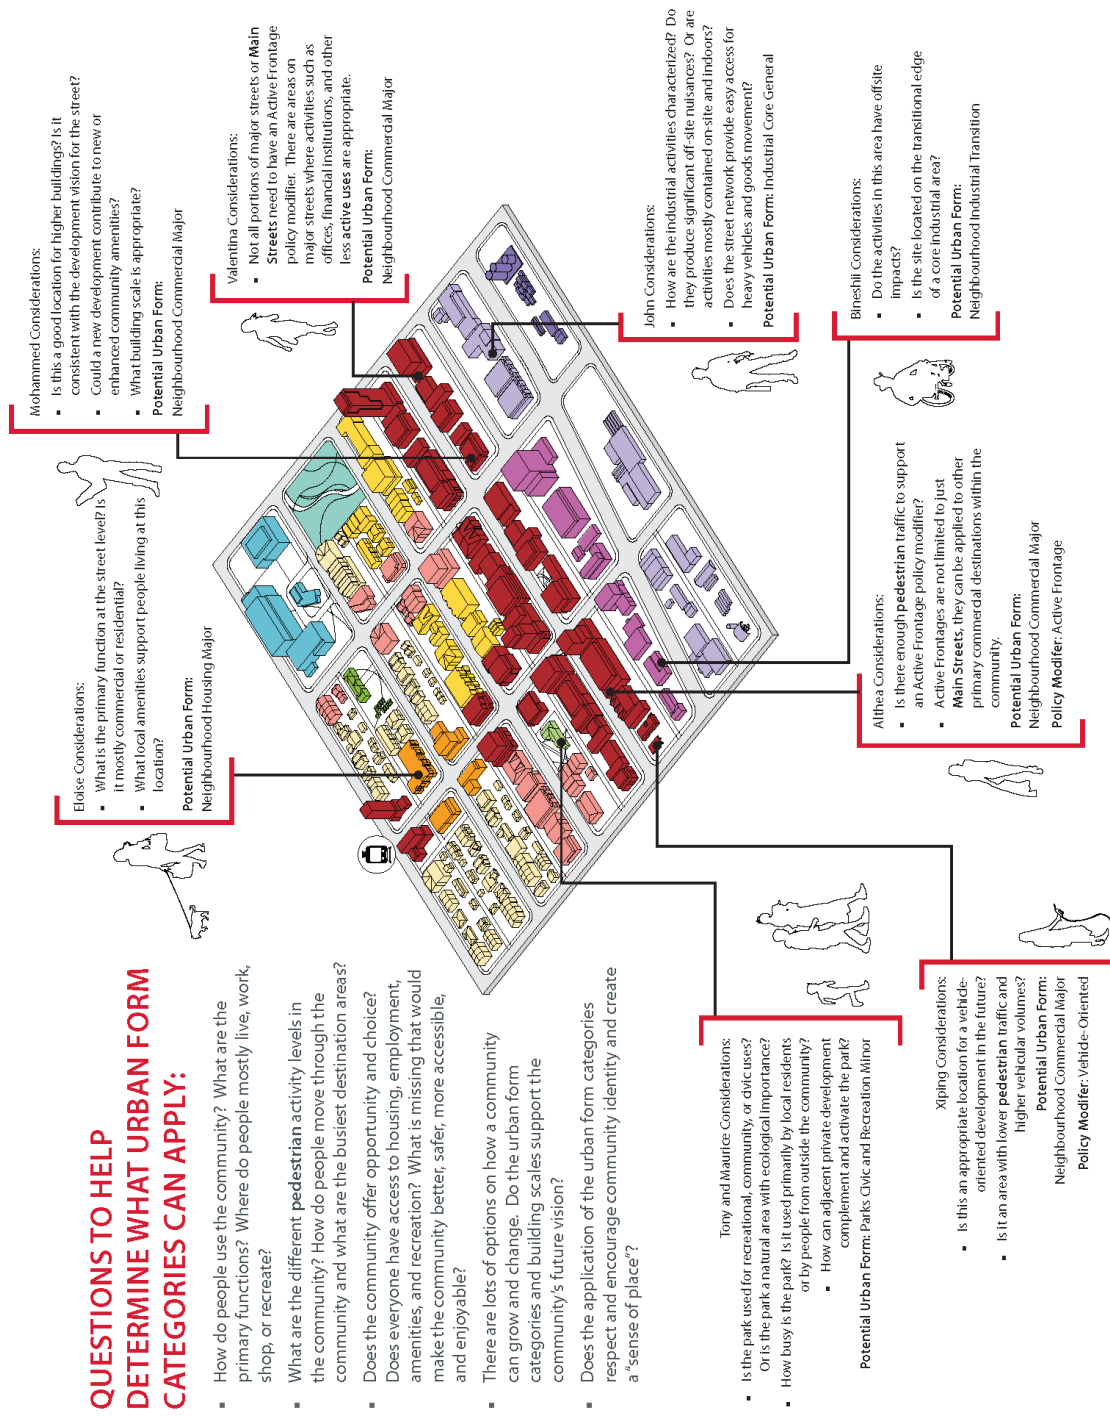 QUESTIONS TO HELP
DETERMINE WHAT URBAN FORM
CATEGORIES CAN APPLY:
▪ How do people use the community? What are the
primary functions? Where do people mostly live, work,
shop, or recreate?
▪ What are the different pedestrian activity levels in
the community? How do people move through the
community and what are the busiest destination areas?
▪ Does the community offer opportunity and choice?
Does everyone have access to housing, employment,
amenities, and recreation? What is missing that would
make the community better, safer, more accessible,
and enjoyable?
▪ There are lots of options on how a community
can grow and change. Do the urban form
categories and building scales support the
community's future vision?
▪ Does the application of the urban form categories
respect and encourage community identity and create
a "sense of place"?
Eloise Considerations:
▪ What is the primary function at the street level? Is
it mostly commercial or residential?
▪ What local amenities support people living at this
location?
Potential Urban Form:
Neighbourhood Housing Major
Mohammed Considerations:
▪ Is this a good location for higher buildings? Is it
consistent with the development vision for the street?
▪ Could a new development contribute to new or
enhanced community amenities?
▪ What building scale is appropriate?
Potential Urban Form:
Neighbourhood Commercial Major
Valentina Considerations:
▪ Not all portions of major streets or Main
Streets need to have an Active Frontage
policy modifier. There are areas on
major streets where activities such as
offices, financial institutions, and other
less active uses are appropriate.
Potential Urban Form:
Neighbourhood Commercial Major
John Considerations:
▪ How are the industrial activities characterized? Do
they produce significant off-site nuisances? Or are
activities mostly contained on-site and indoors?
▪ Does the street network provide easy access for
heavy vehicles and goods movement?
Potential Urban Form: Industrial Core General
Bineshii Considerations:
▪ Do the activities in this area have offsite
impacts?
▪ Is the site located on the transitional edge
of a core industrial area?
Potential Urban Form:
Neighbourhood Industrial Transition
Althea Considerations:
▪ Is there enough pedestrian traffic to support
an Active Frontage policy modifier?
▪ Active Frontages are not limited to just
Main Streets, they can be applied to other
primary commercial destinations within the
community.
Potential Urban Form:
Neighbourhood Commercial Major
Policy Modifer: Active Frontage
Tony and Maurice Considerations:
▪ Is the park used for recreational, community, or civic uses?
Or is the park a natural area with ecological importance?
▪ How busy is the park? Is it used primarily by local residents
or by people from outside the community?
▪ How can adjacent private development
complement and activate the park?
Potential Urban Form: Parks Civic and Recreation Minor
Xiping Considerations:
▪ Is this an appropriate location for a vehicle-
oriented development in the future?
▪ Is it an area with lower pedestrian traffic and
higher vehicular volumes?
Potential Urban Form:
Neighbourhood Commercial Major
Policy Modifer: Vehicle-Oriented